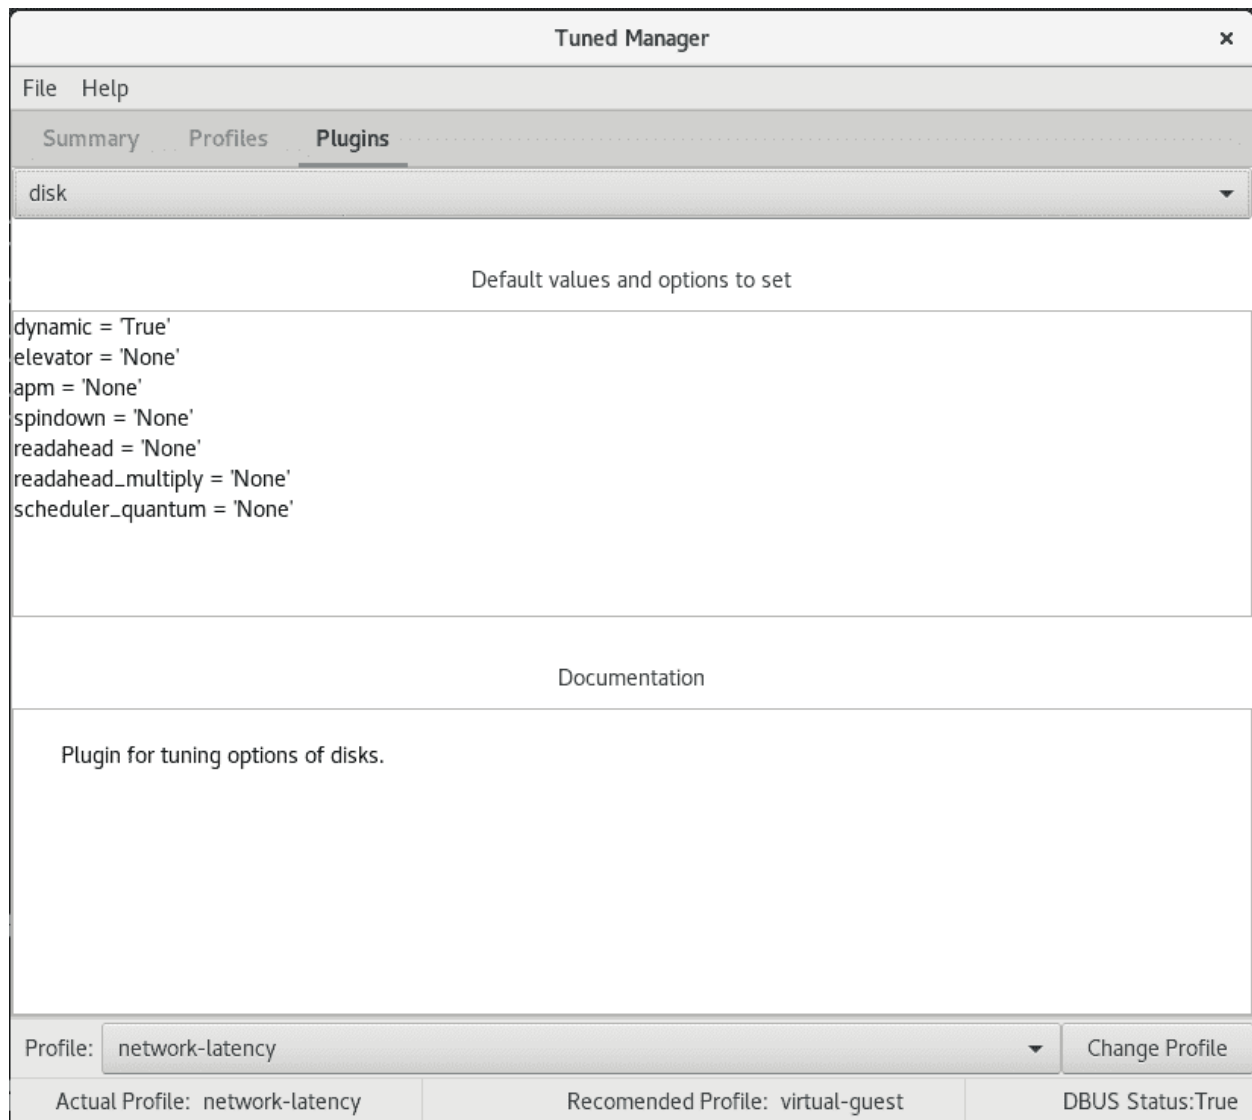 Tuned Manager ×
File Help
Summary Profiles Plugins
disk
Default values and options to set
dynamic = 'True'
elevator = 'None'
apm = 'None'
spindown = 'None'
readahead = 'None'
readahead_multiply = 'None'
scheduler_quantum = 'None'
Documentation
Plugin for tuning options of disks.
Profile: network-latency Change Profile
Actual Profile: network-latency Recomended Profile: virtual-guest DBUS Status:True